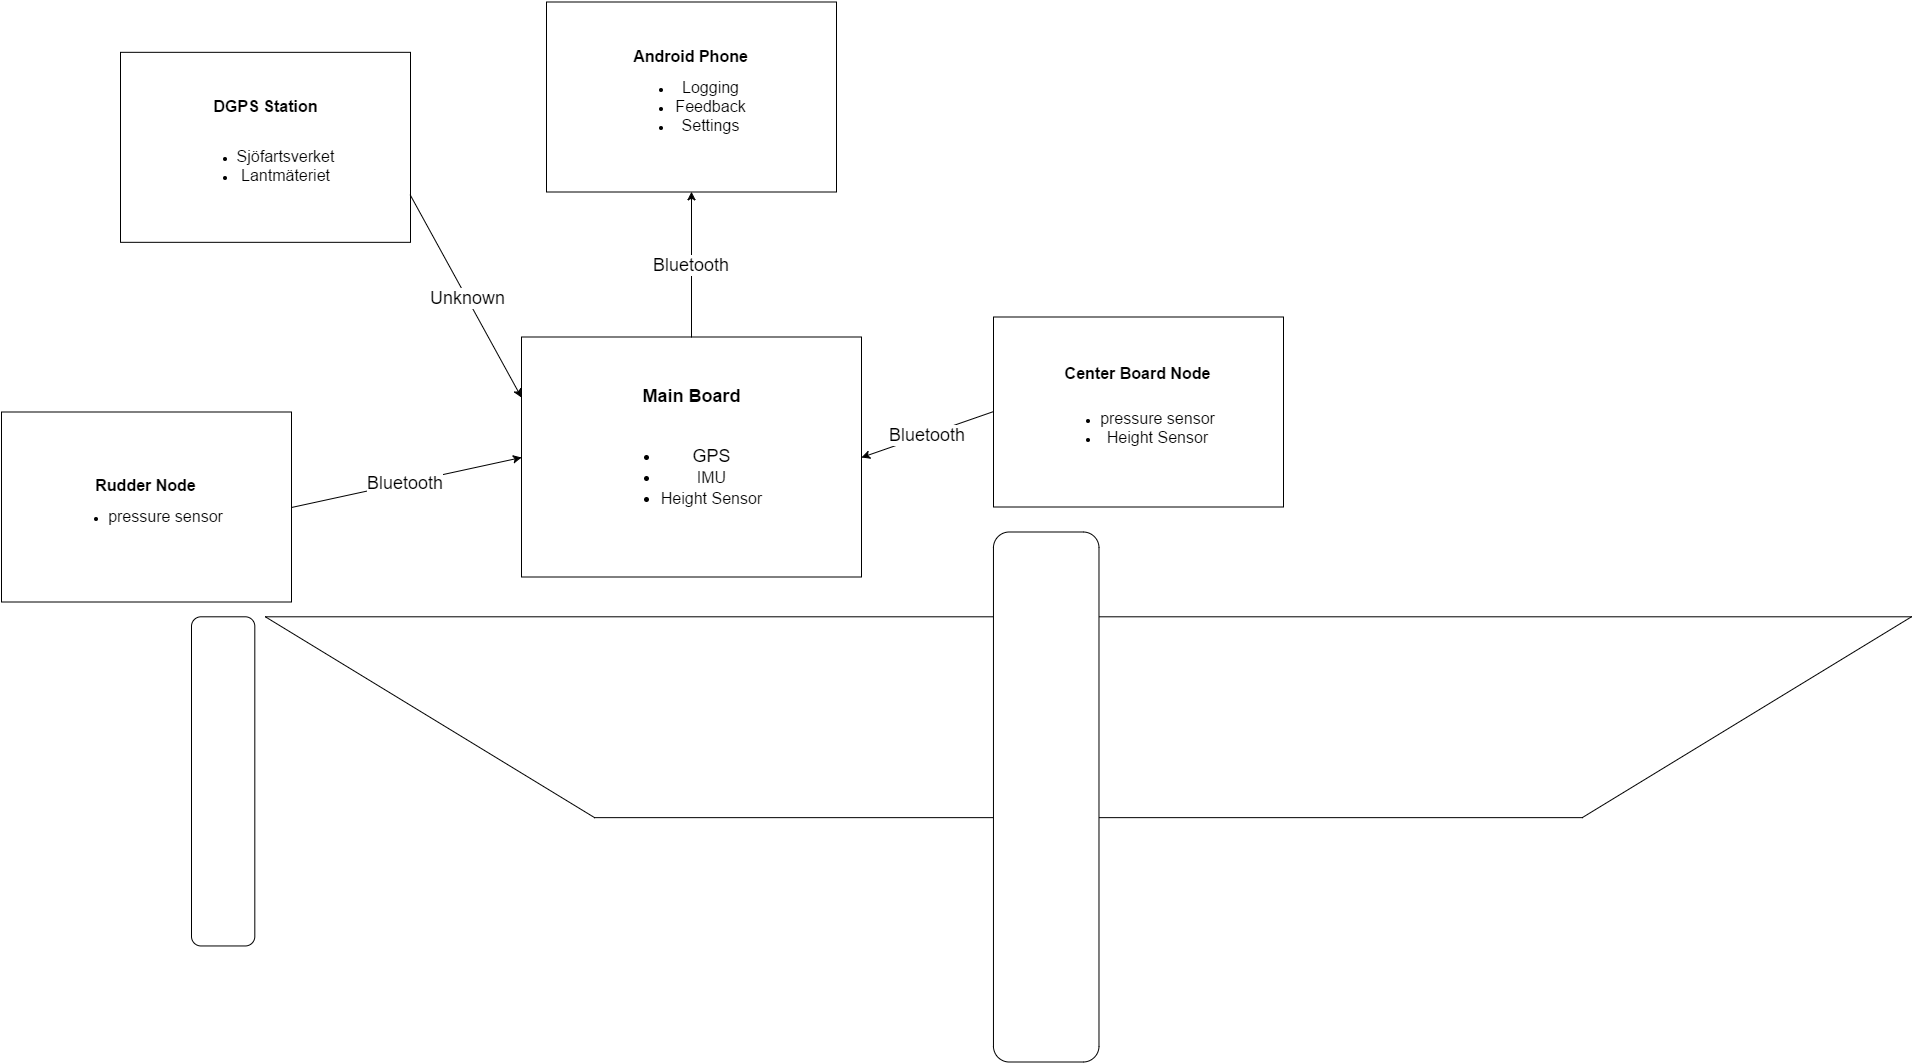 Android Phone
• Logging
• Feedback
• Settings
DGPS Station
• Sjöfartsverket
• Lantmäteriet
Bluetooth
Unknown
Main Board
• GPS
• IMU
• Height Sensor
Center Board Node
• pressure sensor
• Height Sensor
Bluetooth
Bluetooth
Rudder Node
• pressure sensor